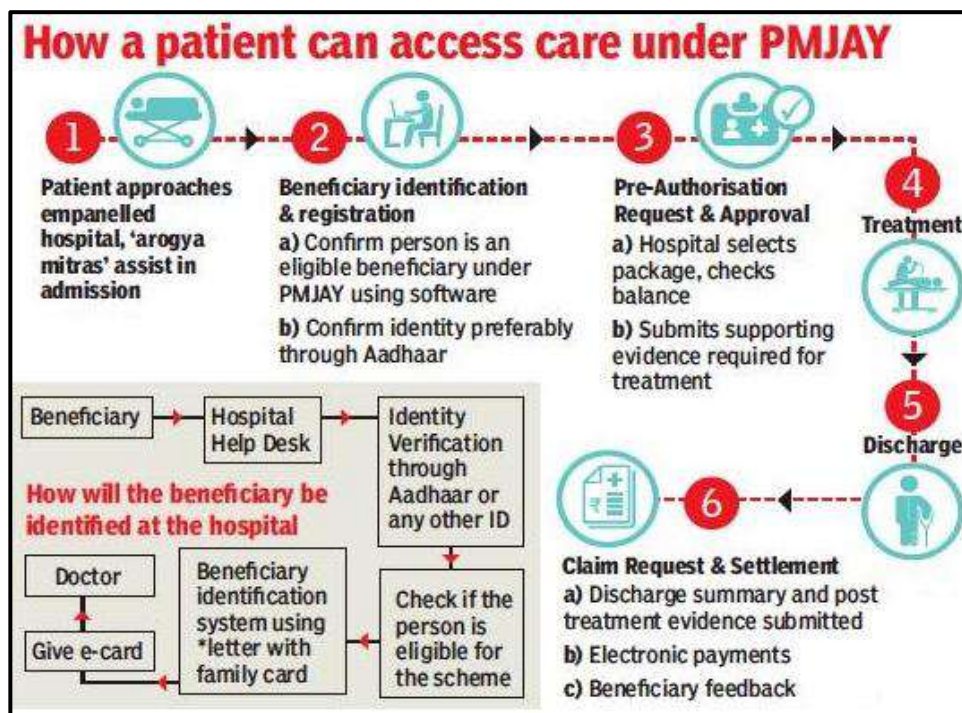 How a patient can access care under PMJAY
1
Patient approaches
empanelled
hospital, ‘arogya
mitras’ assist in
admission
2
Beneficiary identification
& registration
a) Confirm person is an
eligible beneficiary under
PMJAY using software
b) Confirm identity preferably
through Aadhaar
3
Pre-Authorisation
Request & Approval
a) Hospital selects
package, checks
balance
b) Submits supporting
evidence required for
treatment
4
Treatment
5
Discharge
₹
6
Claim Request & Settlement
a) Discharge summary and post
treatment evidence submitted
b) Electronic payments
c) Beneficiary feedback
How will the beneficiary be
identified at the hospital
Beneficiary
Hospital
Help Desk
Identity
Verification
through
Aadhaar or
any other ID
Check if the
person is
eligible for
the scheme
Beneficiary
identification
system using
*letter with
family card
Give e-card
Doctor